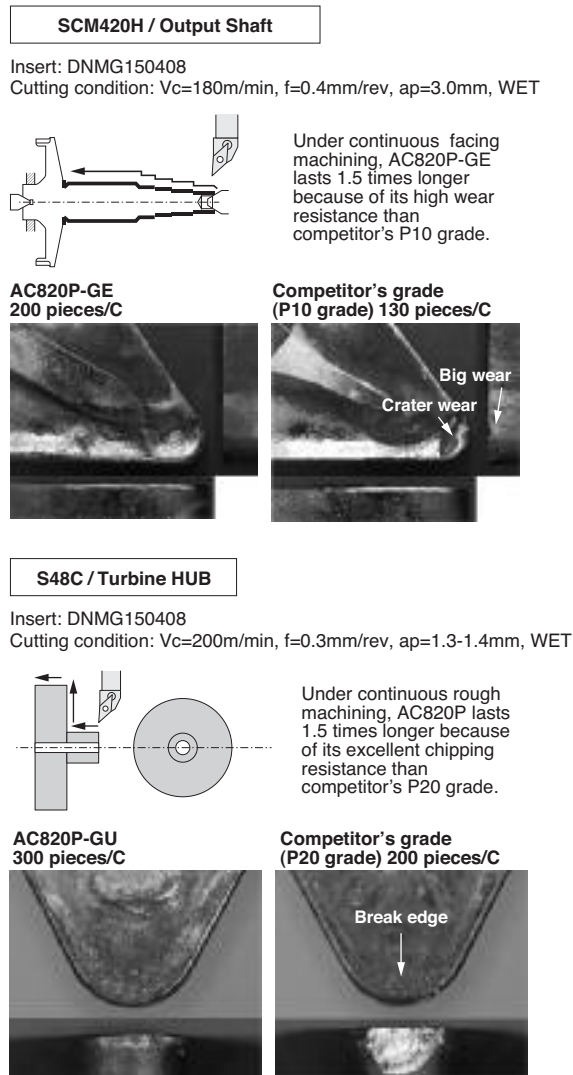 SCM420H / Output Shaft
Insert: DNMG150408
Cutting condition: Vc=180m/min, f=0.4mm/rev, ap=3.0mm, WET
Under continuous facing
machining, AC820P-GE
lasts 1.5 times longer
because of its high wear
resistance than
competitor's P10 grade.
AC820P-GE
200 pieces/C
Competitor's grade
(P10 grade) 130 pieces/C
Big wear
Crater wear
S48C / Turbine HUB
Insert: DNMG150408
Cutting condition: Vc=200m/min, f=0.3mm/rev, ap=1.3-1.4mm, WET
Under continuous rough
machining, AC820P lasts
1.5 times longer because
of its excellent chipping
resistance than
competitor's P20 grade.
AC820P-GU
300 pieces/C
Competitor's grade
(P20 grade) 200 pieces/C
Break edge